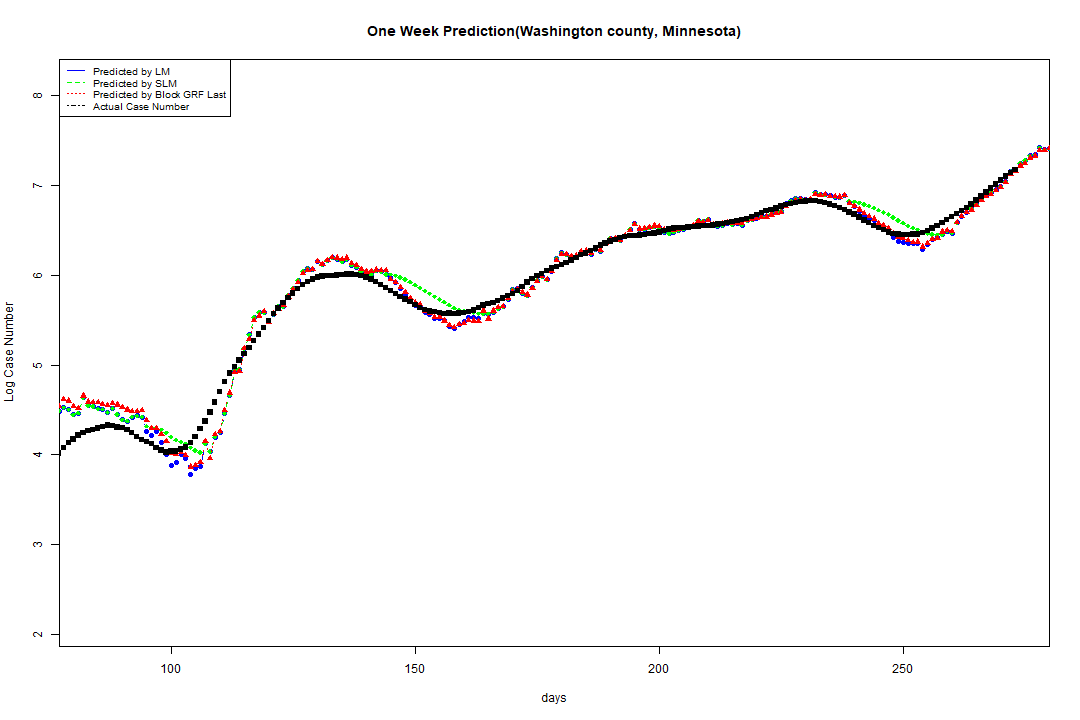 One Week Prediction(Washington county, Minnesota)
Predicted by LM
Predicted by SLM
Predicted by Block GRF Last
Actual Case Number
8
7
6
5
4
3
2
Log Case Number
100 150 200 250
days